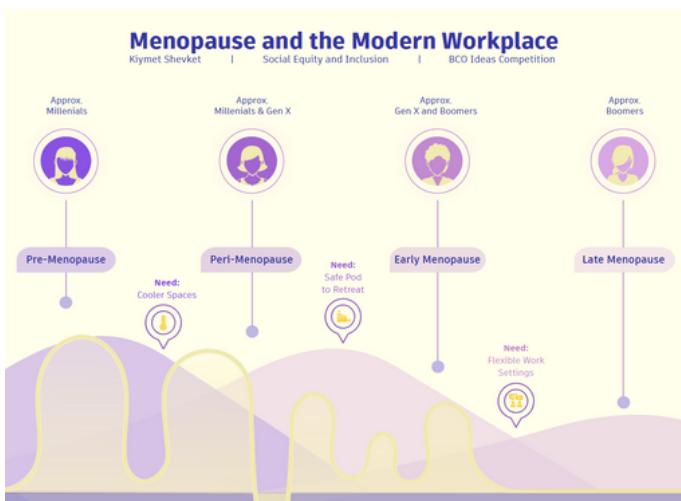 Menopause and the Modern Workplace
Kiymet Shevket | Social Equity and Inclusion | BCO Ideas Competition
Approx.
Millenials
Approx.
Millenials & Gen X
Approx.
Gen X and Boomers
Approx.
Boomers
Pre-Menopause
Peri-Menopause
Early Menopause
Late Menopause
Need:
Cooler Spaces
Need:
Safe Pod
to Retreat
Need:
Flexible Work
Settings